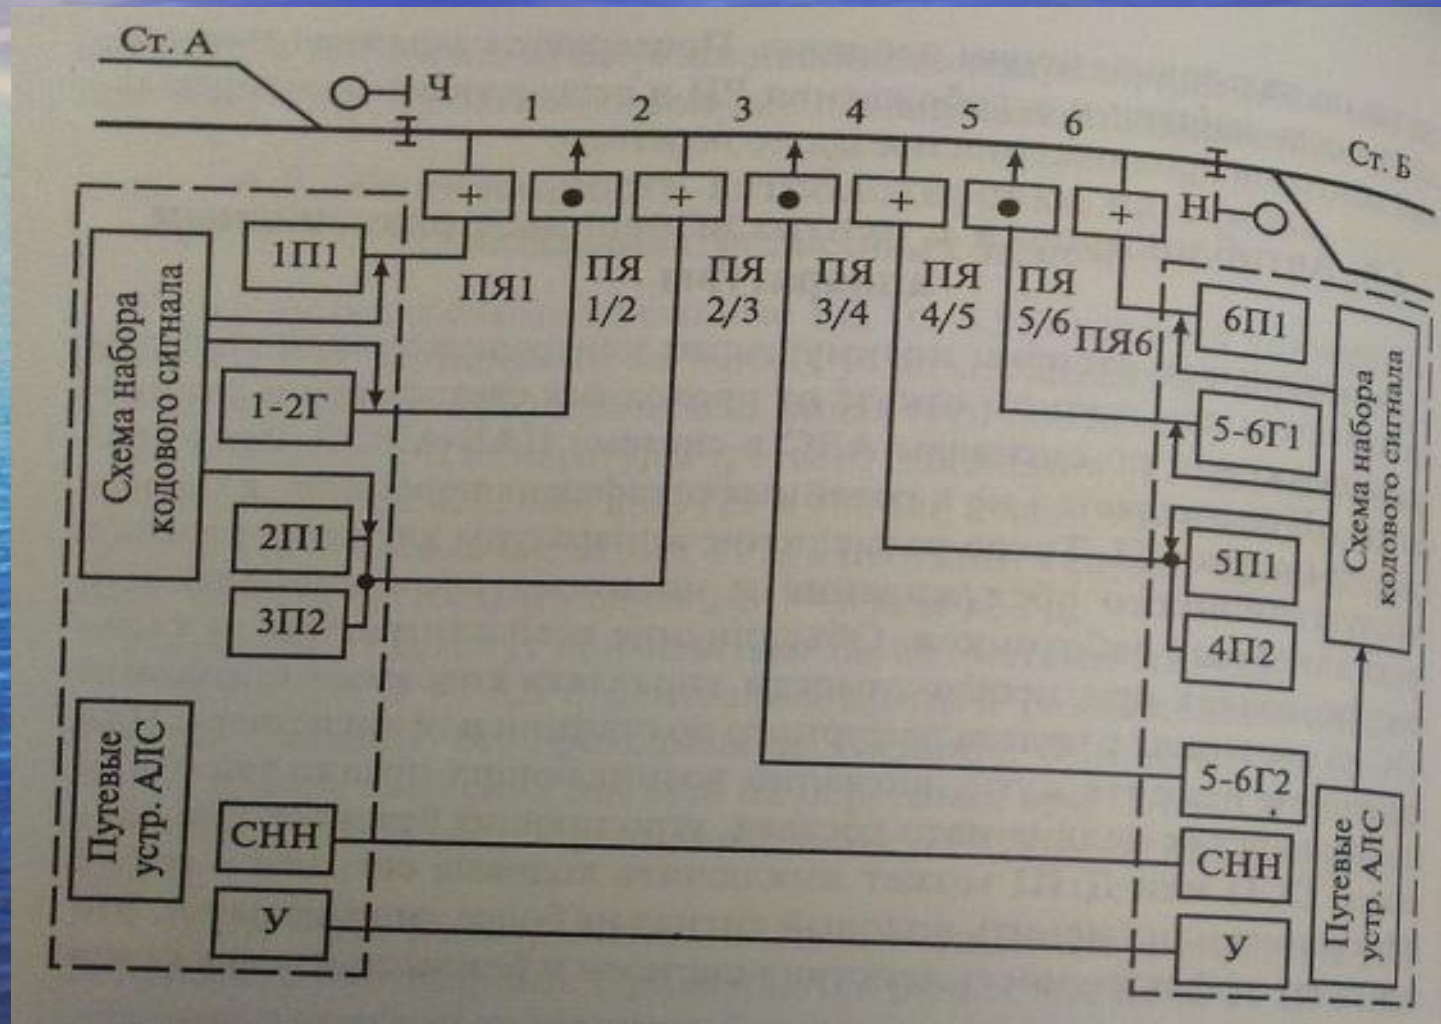 Ст. А
Ч
1
2
3
4
5
6
Ст. Б
Н
+
+
+
+
ПЯ1
ПЯ
1/2
ПЯ
2/3
ПЯ
3/4
ПЯ
4/5
ПЯ
5/6
ПЯ6
Схема набора
кодового сигнала
1П1
1-2Г
2П1
3П2
Путевые
устр. АЛС
СНН
У
6П1
5-6Г1
5П1
4П2
5-6Г2
СНН
У
Схема набора
кодового сигнала
Путевые
устр. АЛС